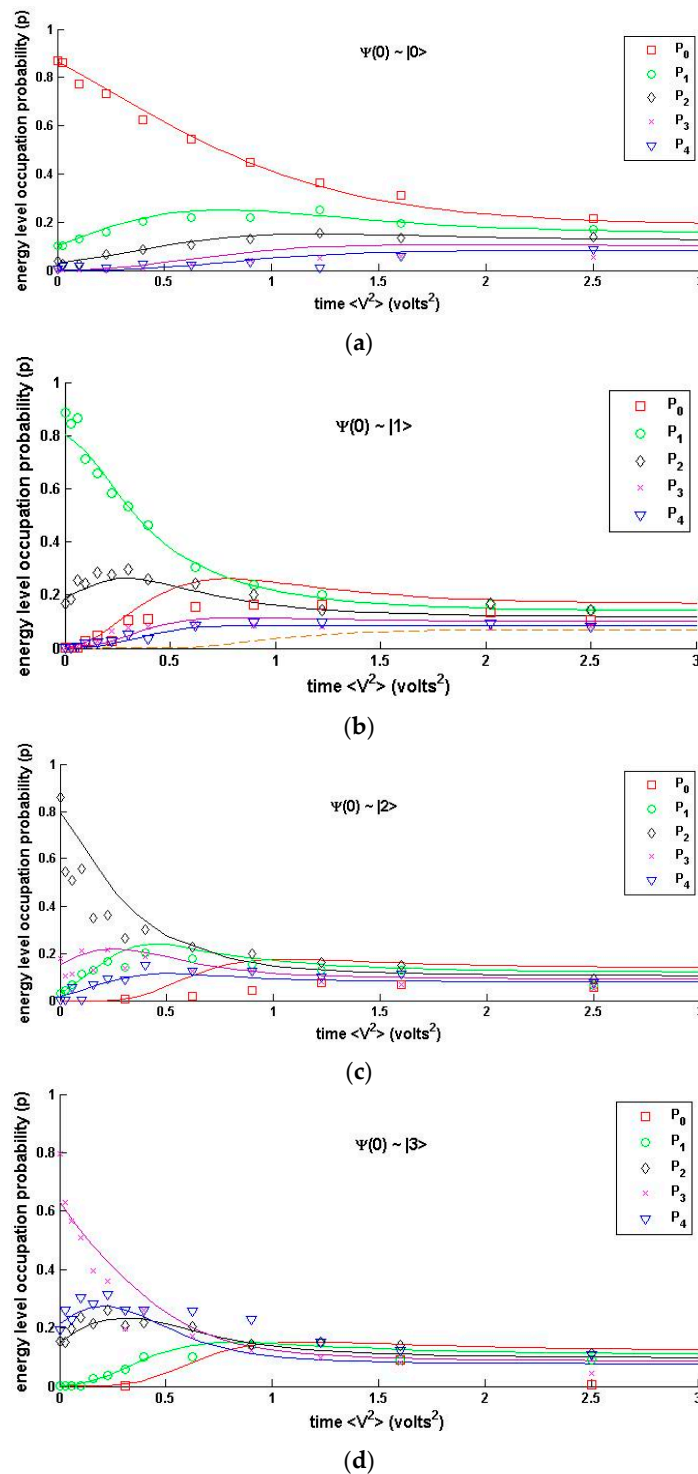 1
0.8
0.6
0.4
0.2
0
energy level occupation probability (p)
Ψ(0) ~ |0>
P0
P1
P2
P3
P4
0 0.5 1 1.5 2 2.5 3
time <V²> (volts²)
(a)
1
0.8
0.6
0.4
0.2
0
energy level occupation probability (p)
Ψ(0) ~ |1>
P0
P1
P2
P3
P4
0 0.5 1 1.5 2 2.5 3
time <V²> (volts²)
(b)
1
0.8
0.6
0.4
0.2
0
energy level occupation probability (p)
Ψ(0) ~ |2>
P0
P1
P2
P3
P4
0 0.5 1 1.5 2 2.5 3
time <V²> (volts²)
(c)
1
0.8
0.6
0.4
0.2
0
energy level occupation probability (p)
Ψ(0) ~ |3>
P0
P1
P2
P3
P4
0 0.5 1 1.5 2 2.5 3
time <V²> (volts²)
(d)